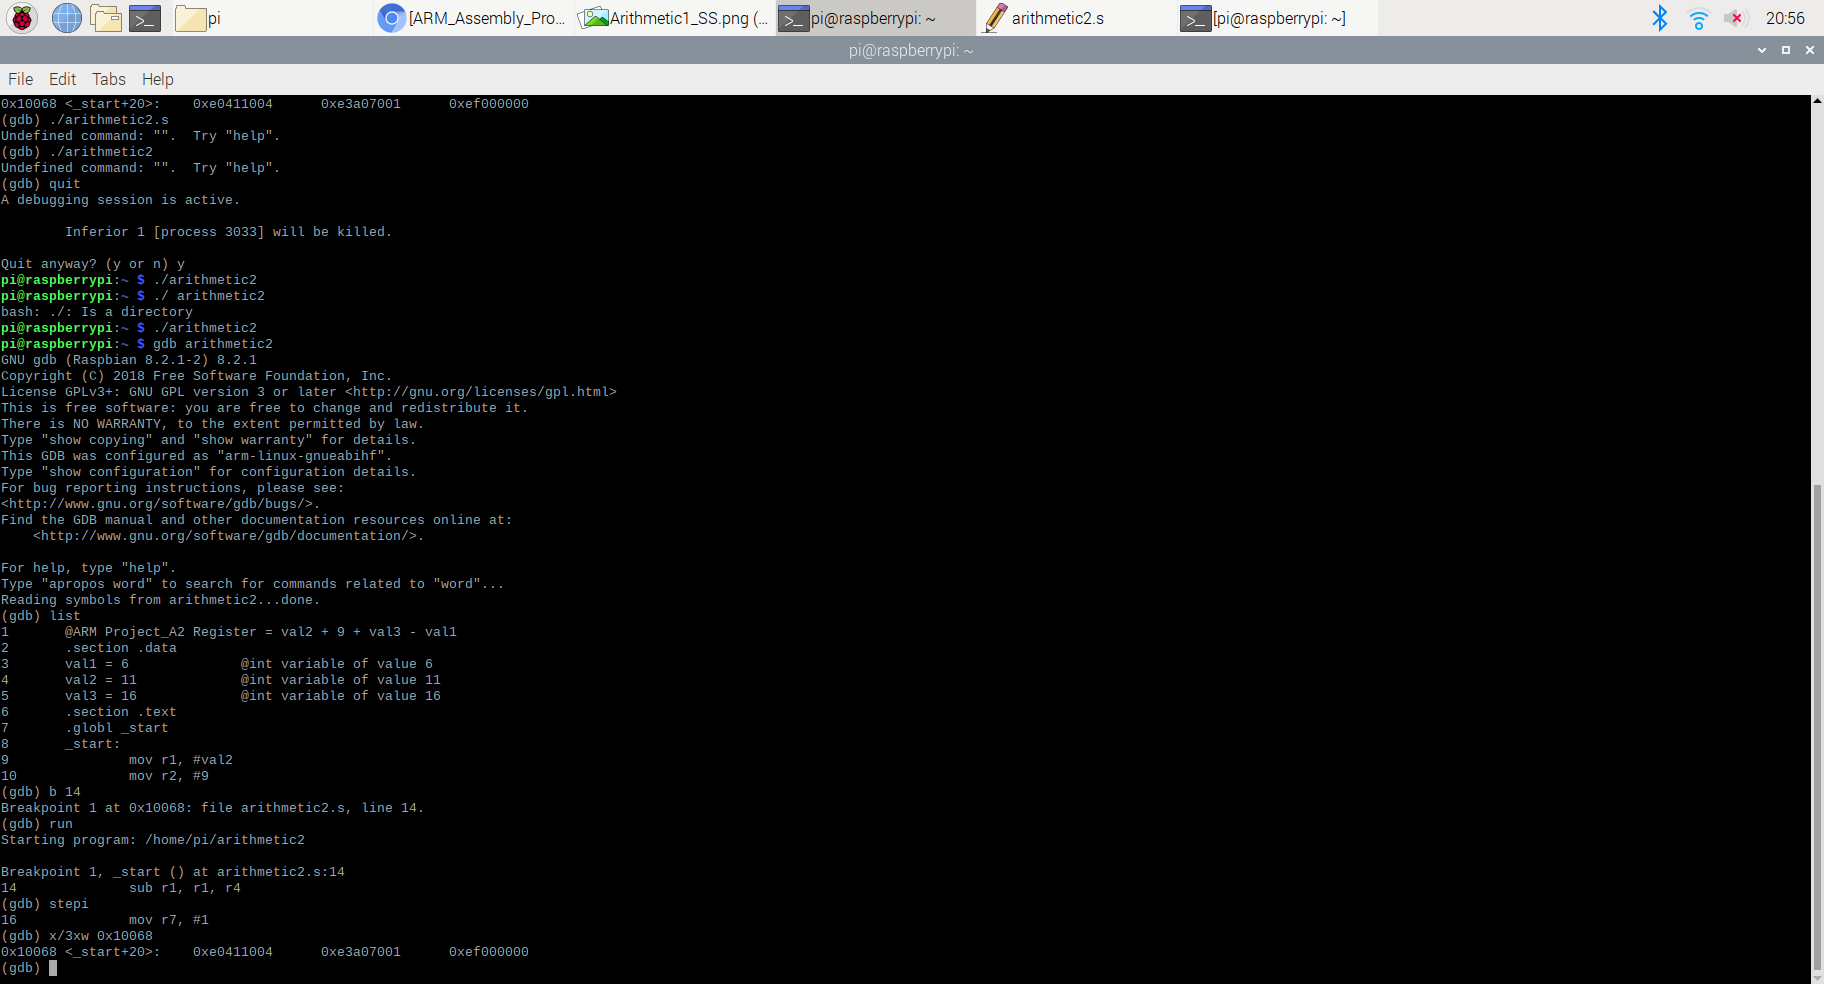 pi
[ARM_Assembly_Pro...
Arithmetic1_SS.png (...
pi@raspberrypi: ~
arithmetic2.s
[pi@raspberrypi: ~]
20:56
pi@raspberrypi: ~
File Edit Tabs Help
0x10068 <_start+20>:    0xe0411004      0xe3a07001      0xef000000
(gdb) ./arithmetic2.s
Undefined command: "".  Try "help".
(gdb) ./arithmetic2
Undefined command: "".  Try "help".
(gdb) quit
A debugging session is active.
        Inferior 1 [process 3033] will be killed.
Quit anyway? (y or n) y
pi@raspberrypi:~ $ ./arithmetic2
pi@raspberrypi:~ $ ./ arithmetic2
bash: ./: Is a directory
pi@raspberrypi:~ $ ./arithmetic2
pi@raspberrypi:~ $ gdb arithmetic2
GNU gdb (Raspbian 8.2.1-2) 8.2.1
Copyright (C) 2018 Free Software Foundation, Inc.
License GPLv3+: GNU GPL version 3 or later <http://gnu.org/licenses/gpl.html>
This is free software: you are free to change and redistribute it.
There is NO WARRANTY, to the extent permitted by law.
Type "show copying" and "show warranty" for details.
This GDB was configured as "arm-linux-gnueabihf".
Type "show configuration" for configuration details.
For bug reporting instructions, please see:
<http://www.gnu.org/software/gdb/bugs/>.
Find the GDB manual and other documentation resources online at:
    <http://www.gnu.org/software/gdb/documentation/>.
For help, type "help".
Type "apropos word" to search for commands related to "word"...
Reading symbols from arithmetic2...done.
(gdb) list
1       @ARM Project_A2 Register = val2 + 9 + val3 - val1
2       .section .data
3       val1 = 6              @int variable of value 6
4       val2 = 11             @int variable of value 11
5       val3 = 16             @int variable of value 16
6       .section .text
7       .globl _start
8       _start:
9               mov r1, #val2
10              mov r2, #9
(gdb) b 14
Breakpoint 1 at 0x10068: file arithmetic2.s, line 14.
(gdb) run
Starting program: /home/pi/arithmetic2
Breakpoint 1, _start () at arithmetic2.s:14
14              sub r1, r1, r4
(gdb) stepi
16              mov r7, #1
(gdb) x/3xw 0x10068
0x10068 <_start+20>:    0xe0411004      0xe3a07001      0xef000000
(gdb)